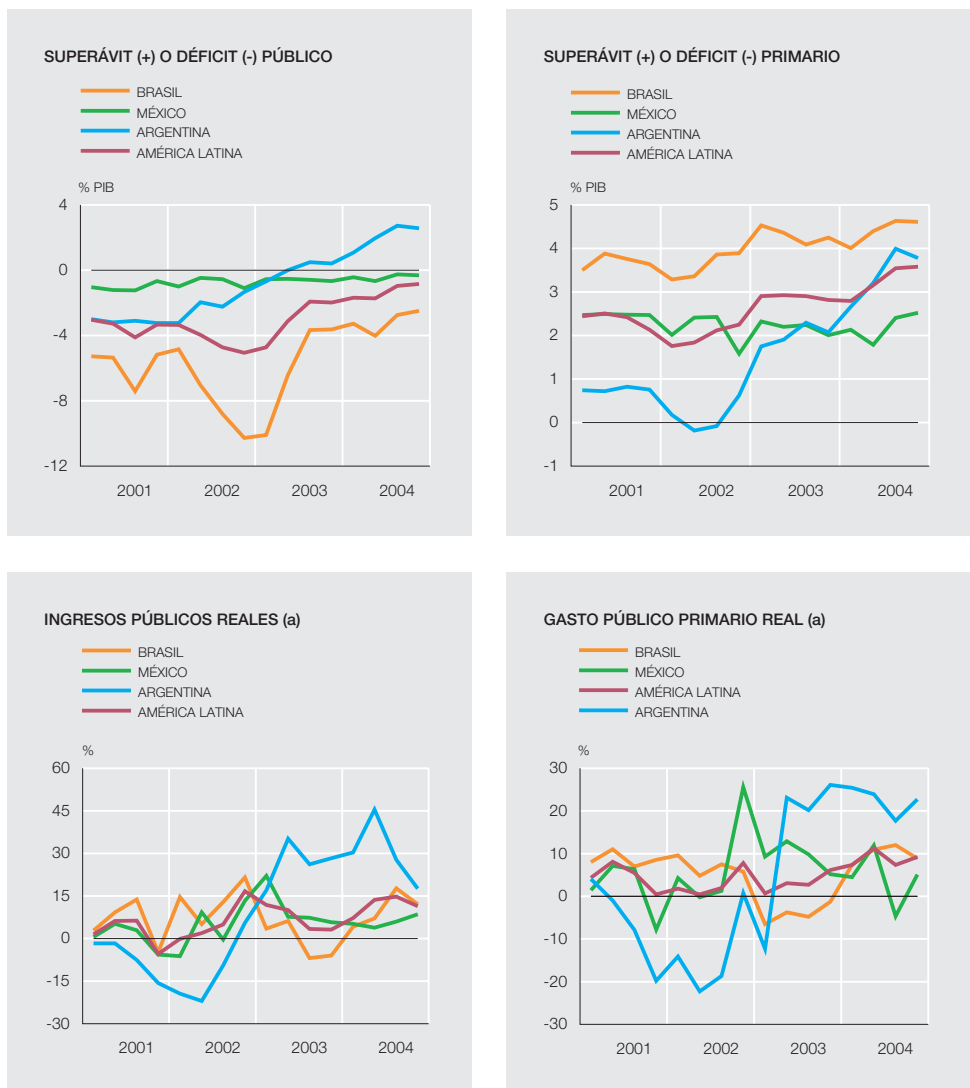 SUPERÁVIT (+) O DÉFICIT (-) PÚBLICO
BRASIL
MÉXICO
ARGENTINA
AMÉRICA LATINA
% PIB
4
0
-4
-8
-12
2001 2002 2003 2004
SUPERÁVIT (+) O DÉFICIT (-) PRIMARIO
BRASIL
MÉXICO
ARGENTINA
AMÉRICA LATINA
% PIB
5
4
3
2
1
0
-1
2001 2002 2003 2004
INGRESOS PÚBLICOS REALES (a)
BRASIL
MÉXICO
ARGENTINA
AMÉRICA LATINA
%
60
45
30
15
0
-15
-30
2001 2002 2003 2004
GASTO PÚBLICO PRIMARIO REAL (a)
BRASIL
MÉXICO
AMÉRICA LATINA
ARGENTINA
%
30
20
10
0
-10
-20
-30
2001 2002 2003 2004